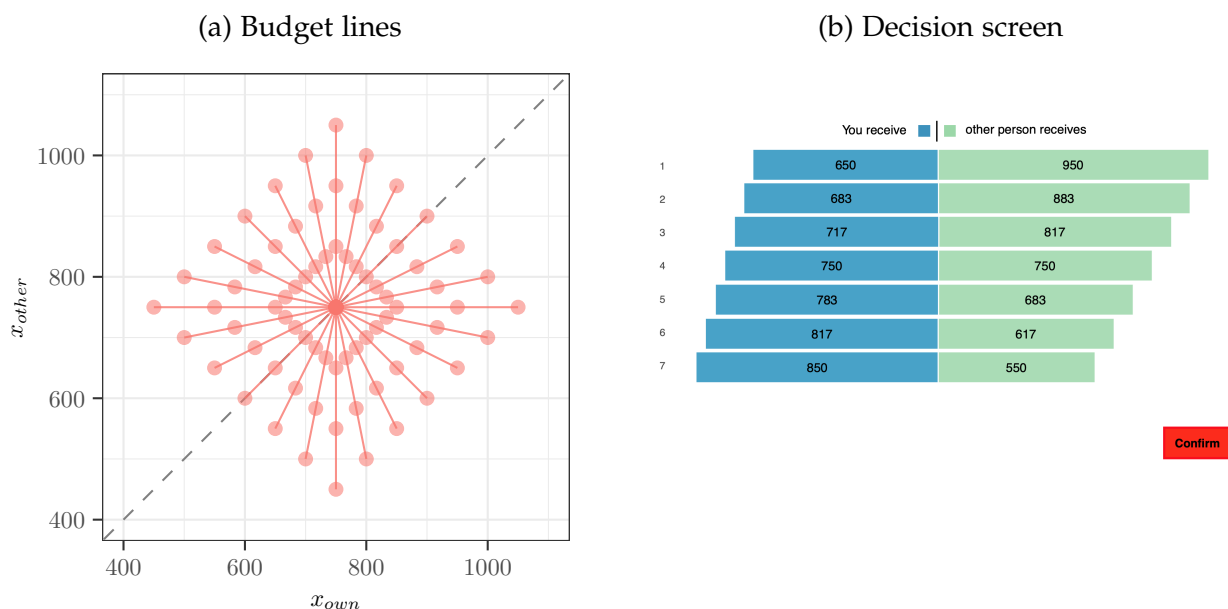 (a) Budget lines
1000
800
600
400
x_other
400 600 800 1000
x_own
(b) Decision screen
You receive other person receives
1 650 950
2 683 883
3 717 817
4 750 750
5 783 683
6 817 617
7 850 550
Confirm